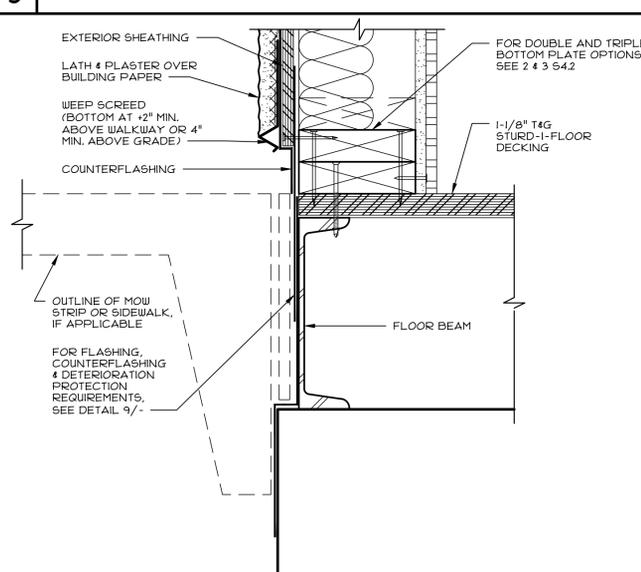 EXTERIOR SHEATHING
LATH & PLASTER OVER
BUILDING PAPER
WEEP SCREED
(BOTTOM AT +2" MIN.
ABOVE WALKWAY OR 4"
MIN. ABOVE GRADE)
COUNTERFLASHING
FOR DOUBLE AND TRIPLE
BOTTOM PLATE OPTIONS
SEE 2 & 3 S4.2
1-1/8" T&G
STURD-I-FLOOR
DECKING
OUTLINE OF MOW
STRIP OR SIDEWALK,
IF APPLICABLE
FLOOR BEAM
FOR FLASHING,
COUNTERFLASHING
& DETERIORATION
PROTECTION
REQUIREMENTS,
SEE DETAIL 9/-